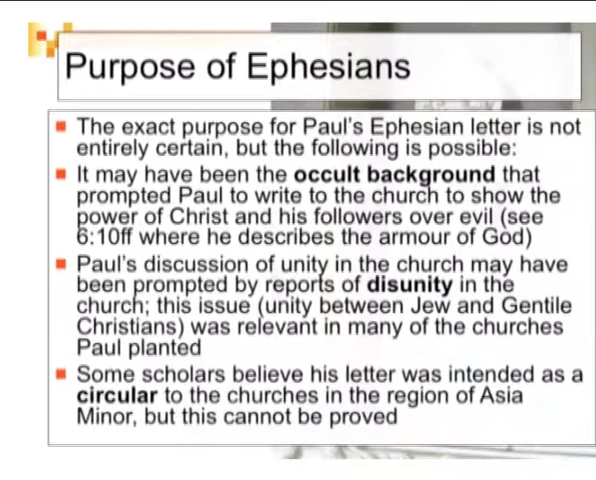 Purpose of Ephesians
The exact purpose for Paul's Ephesian letter is not
entirely certain, but the following is possible:
It may have been the occult background that
prompted Paul to write to the church to show the
power of Christ and his followers over evil (see
6:10ff where he describes the armour of God)
Paul's discussion of unity in the church may have
been prompted by reports of disunity in the
church; this issue (unity between Jew and Gentile
Christians) was relevant in many of the churches
Paul planted
Some scholars believe his letter was intended as a
circular to the churches in the region of Asia
Minor, but this cannot be proved